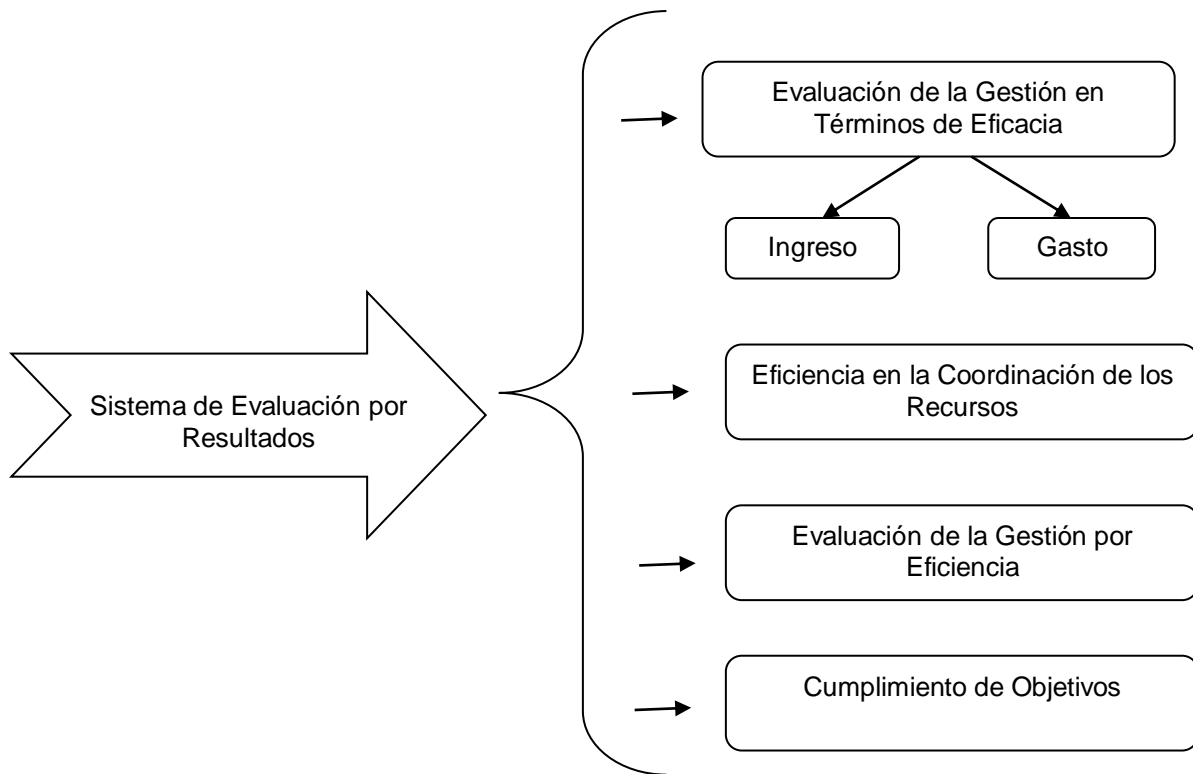 Evaluación de la Gestión en
Términos de Eficacia
Ingreso
Gasto
Sistema de Evaluación por
Resultados
Eficiencia en la Coordinación de los
Recursos
Evaluación de la Gestión por
Eficiencia
Cumplimiento de Objetivos